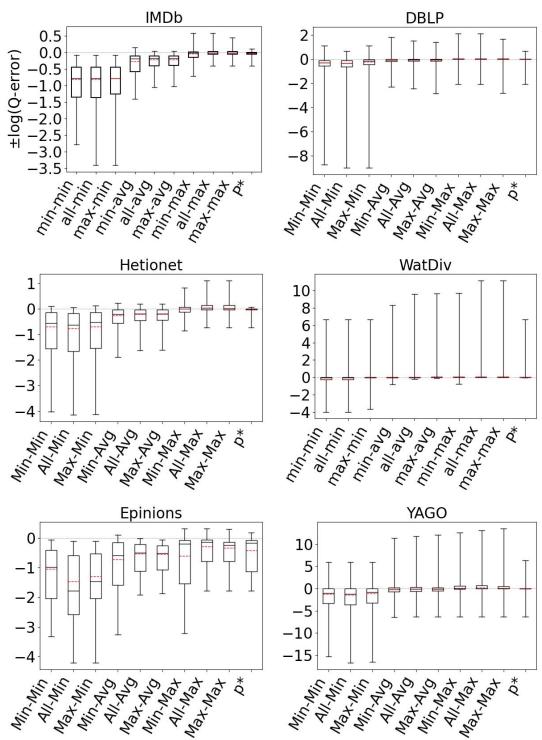 IMDb
±log(Q-error)
0.5
0.0
−0.5
−1.0
−1.5
−2.0
−2.5
−3.0
−3.5
min-min
all-min
max-min
min-avg
all-avg
max-avg
min-max
all-max
max-max
p*
DBLP
2
0
−2
−4
−6
−8
Min-Min
All-Min
Max-Min
Min-Avg
All-Avg
Max-Avg
Min-Max
All-Max
Max-Max
p*
Hetionet
1
0
−1
−2
−3
−4
Min-Min
All-Min
Max-Min
Min-Avg
All-Avg
Max-Avg
Min-Max
All-Max
Max-Max
p*
WatDiv
10
8
6
4
2
0
−2
−4
min-min
all-min
max-min
min-avg
all-avg
max-avg
min-max
all-max
max-max
p*
Epinions
0
−1
−2
−3
−4
Min-Min
All-Min
Max-Min
Min-Avg
All-Avg
Max-Avg
Min-Max
All-Max
Max-Max
p*
YAGO
10
5
0
−5
−10
−15
Min-Min
All-Min
Max-Min
Min-Avg
All-Avg
Max-Avg
Min-Max
All-Max
Max-Max
p*